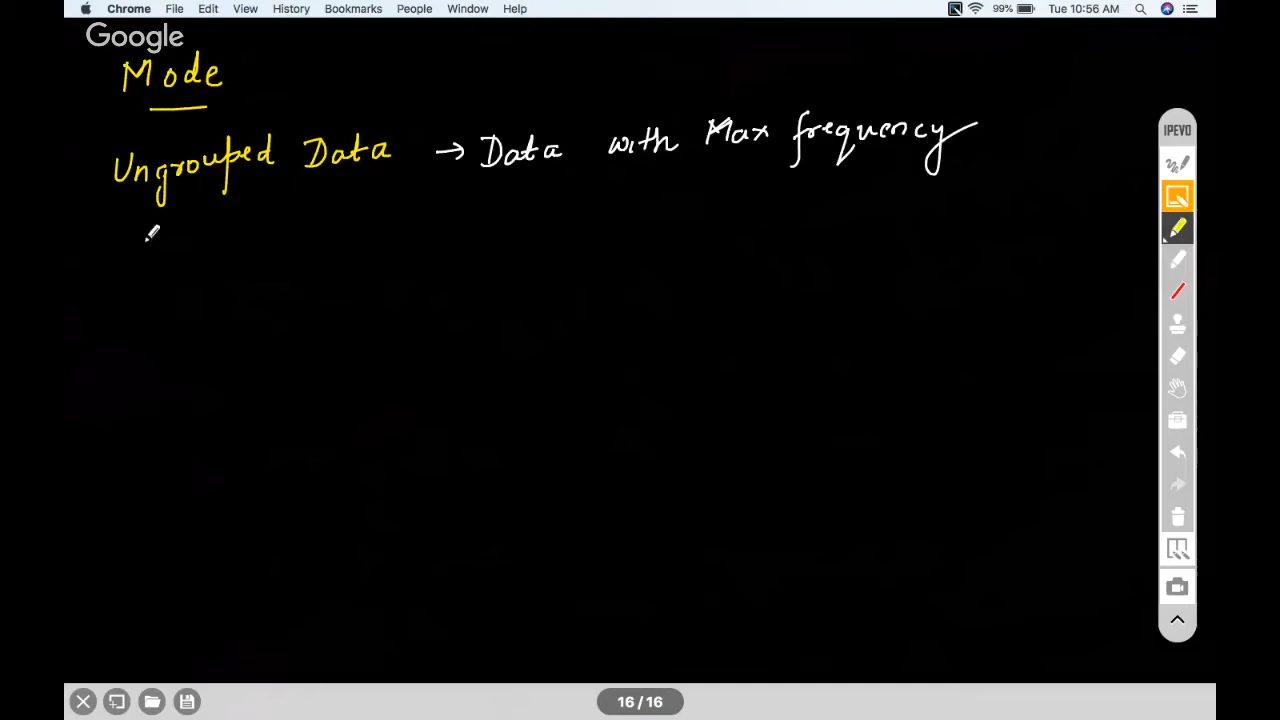 Chrome File Edit View History Bookmarks People Window Help 99% Tue 10:56 AM
Google
Mode
Ungrouped Data → Data with Max frequency
IPEVO
16 / 16